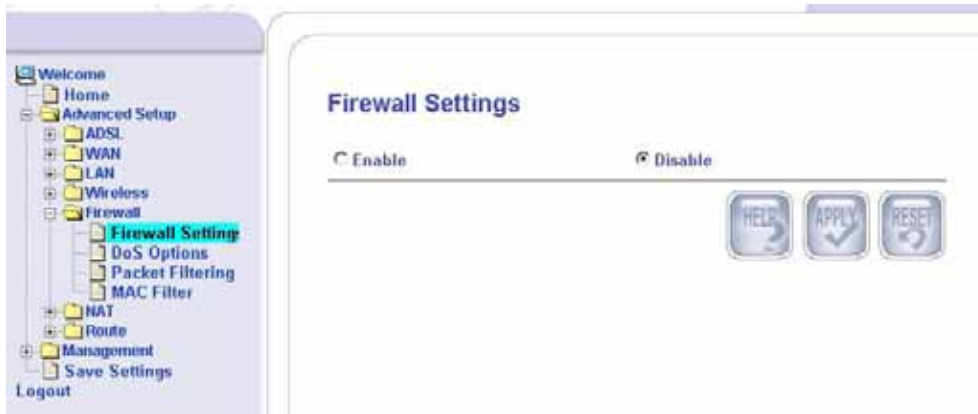 Welcome
Home
Advanced Setup
ADSL
WAN
LAN
Wireless
Firewall
Firewall Setting
DoS Options
Packet Filtering
MAC Filter
NAT
Route
Management
Save Settings
Logout
Firewall Settings
Enable Disable
HELP APPLY RESET